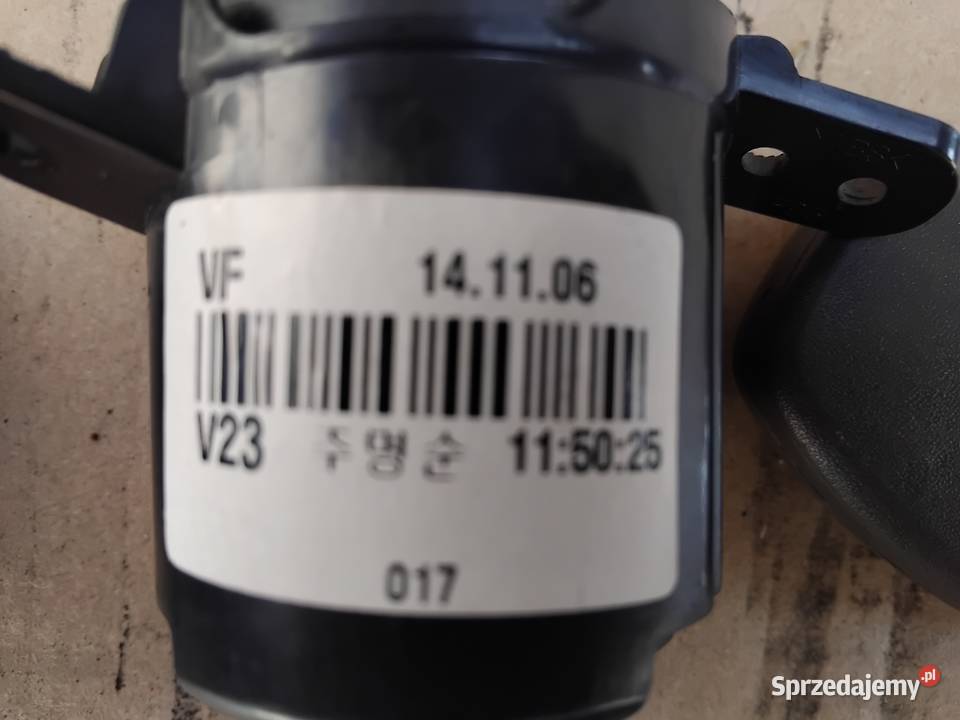 VF 14.11.06
V23 주영순 11:50:25
017
Sprzedajemy.pl